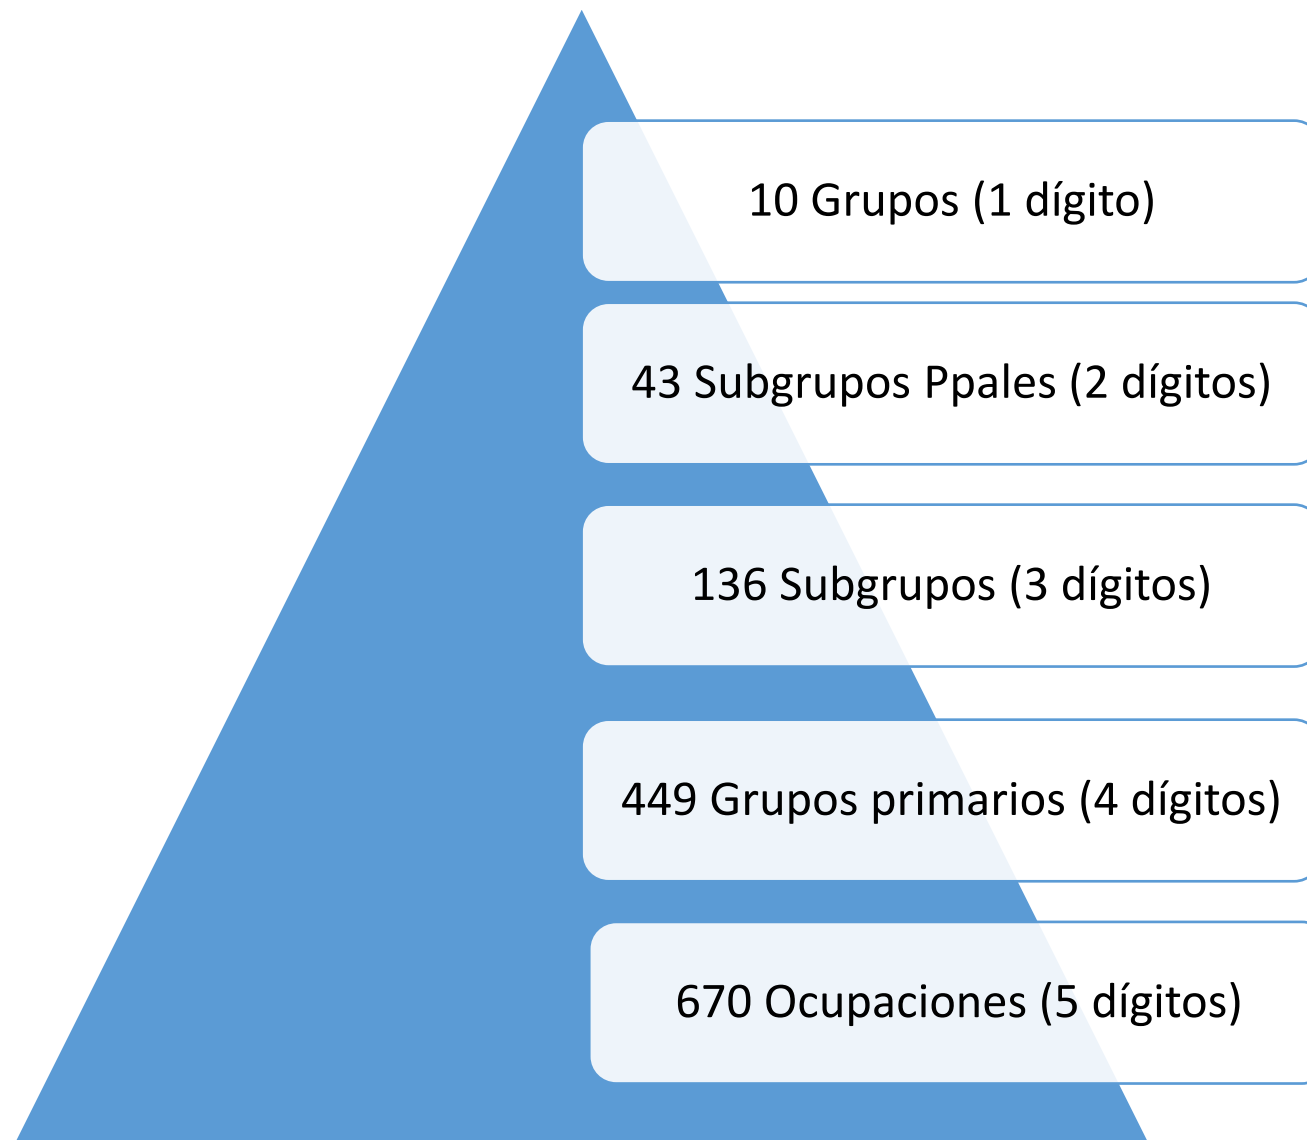 10 Grupos (1 dígito)
43 Subgrupos Ppales (2 dígitos)
136 Subgrupos (3 dígitos)
449 Grupos primarios (4 dígitos)
670 Ocupaciones (5 dígitos)